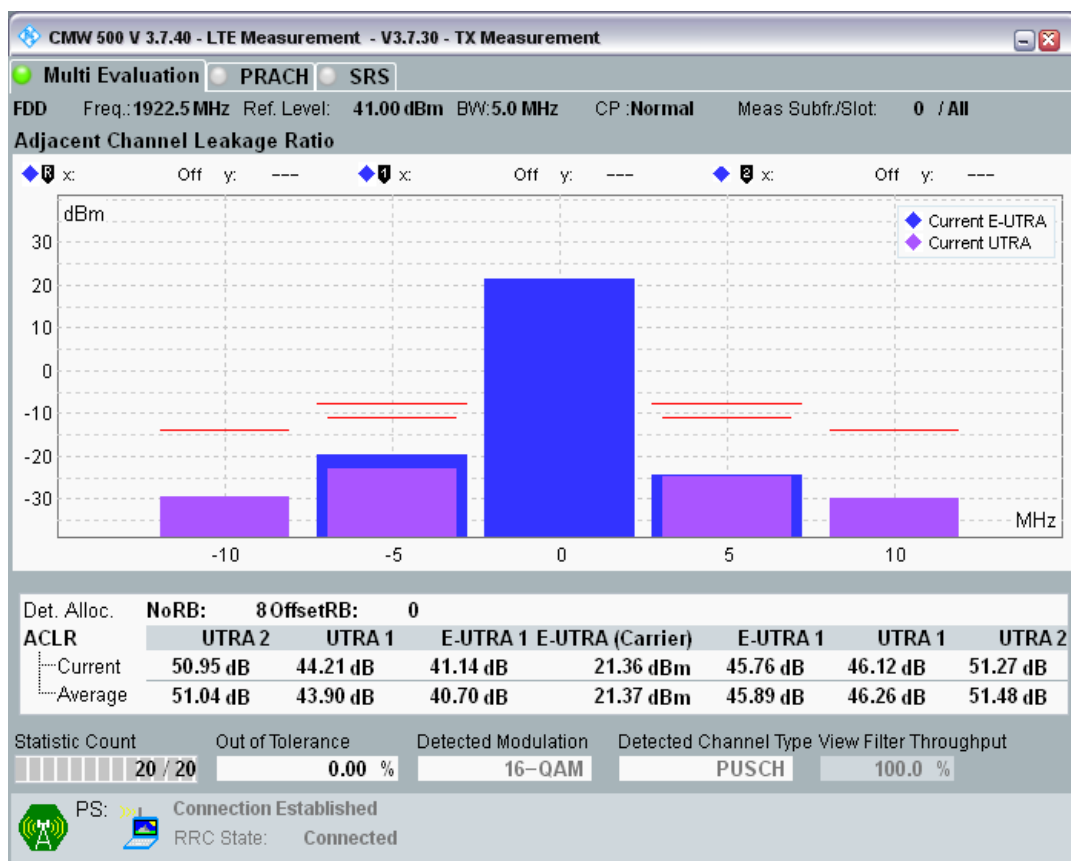 CMW 500 V 3.7.40 - LTE Measurement - V3.7.30 - TX Measurement
Multi Evaluation PRACH SRS
FDD Freq.: 1922.5 MHz Ref. Level: 41.00 dBm BW: 5.0 MHz CP : Normal Meas Subfr./Slot: 0 / All
Adjacent Channel Leakage Ratio
R x: Off y: --- 1 x: Off y: --- 2 x: Off y: ---
dBm
Current E-UTRA
Current UTRA
30
20
10
0
-10
-20
-30
MHz
-10 -5 0 5 10
Det. Alloc. NoRB: 8 OffsetRB: 0
ACLR UTRA 2 UTRA 1 E-UTRA 1 E-UTRA (Carrier) E-UTRA 1 UTRA 1 UTRA 2
Current 50.95 dB 44.21 dB 41.14 dB 21.36 dBm 45.76 dB 46.12 dB 51.27 dB
Average 51.04 dB 43.90 dB 40.70 dB 21.37 dBm 45.89 dB 46.26 dB 51.48 dB
Statistic Count Out of Tolerance Detected Modulation Detected Channel Type View Filter Throughput
20 / 20 0.00 % 16-QAM PUSCH 100.0 %
PS: Connection Established
RRC State: Connected